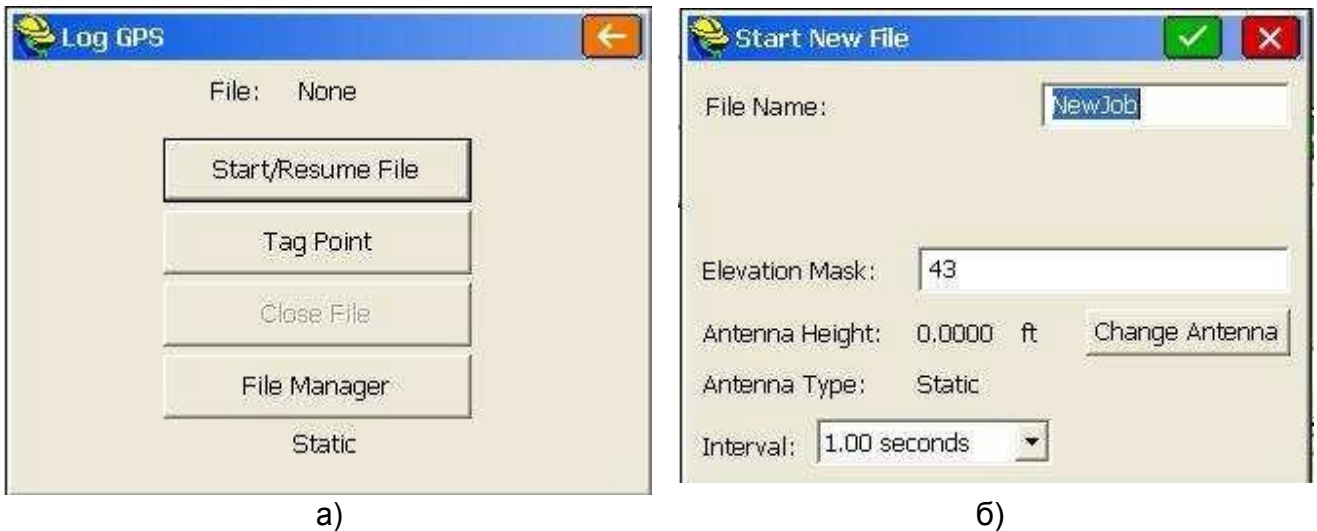 Log GPS
File: None
Start/Resume File
Tag Point
Close File
File Manager
Static
а)
Start New File
File Name: NewJob
Elevation Mask: 43
Antenna Height: 0.0000 ft Change Antenna
Antenna Type: Static
Interval: 1.00 seconds
б)